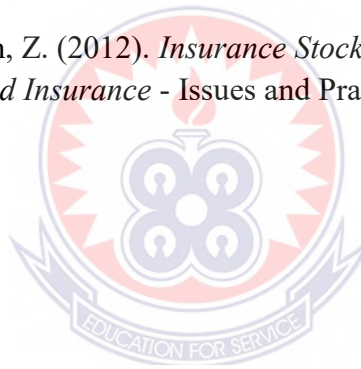 n, Z. (2012). Insurance Stock
d Insurance - Issues and Pra
EDUCATION FOR SERVICE